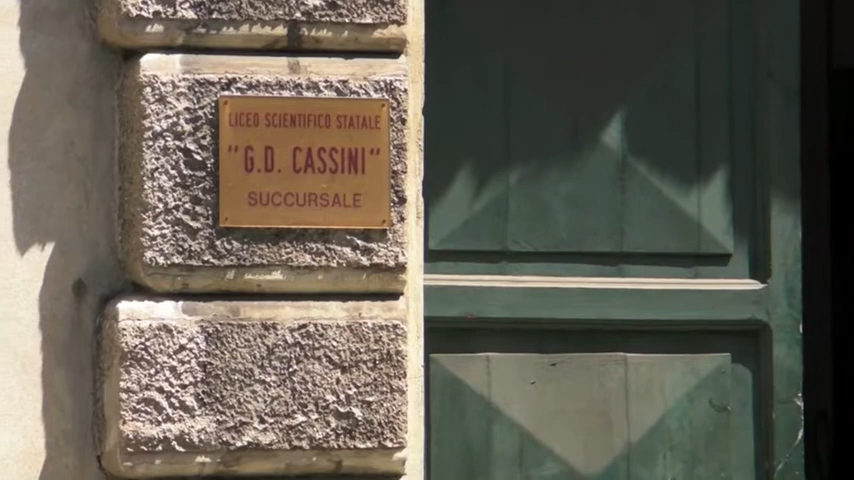 LICEO SCIENTIFICO STATALE
"G.D. CASSINI"
SUCCURSALE